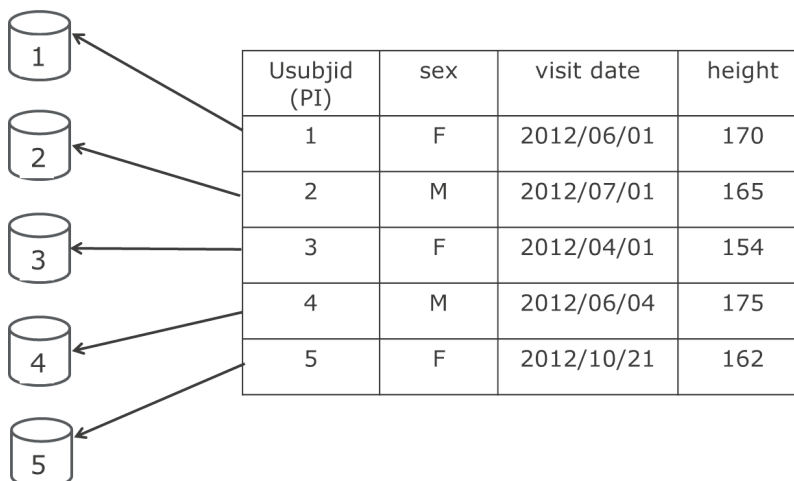 1
2
3
4
5
Usubjid sex visit date height
(PI)
1 F 2012/06/01 170
2 M 2012/07/01 165
3 F 2012/04/01 154
4 M 2012/06/04 175
5 F 2012/10/21 162